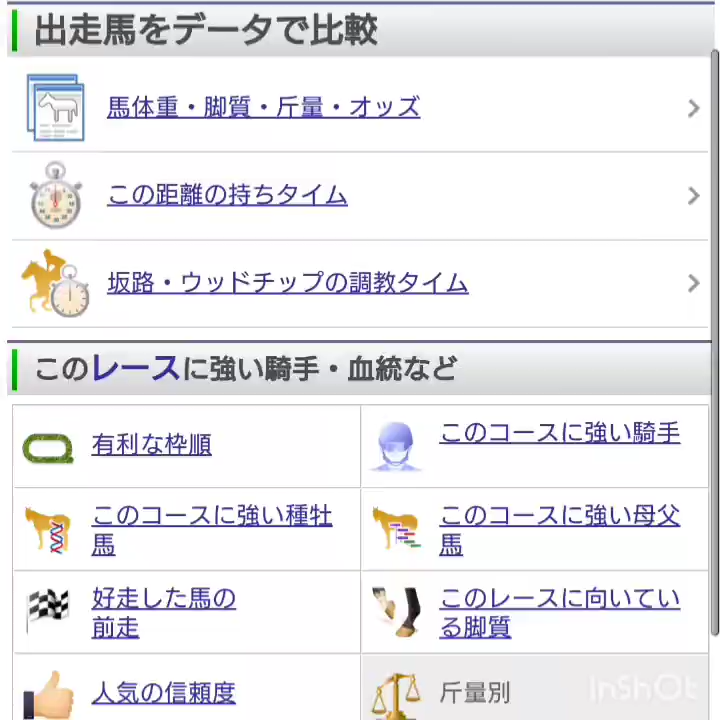 出走馬をデータで比較
馬体重・脚質・斤量・オッズ
この距離の持ちタイム
坂路・ウッドチップの調教タイム
このレースに強い騎手・血統など
有利な枠順
このコースに強い騎手
このコースに強い種牡
馬
このコースに強い母父
馬
好走した馬の
前走
このレースに向いてい
る脚質
人気の信頼度
斤量別
InShOt